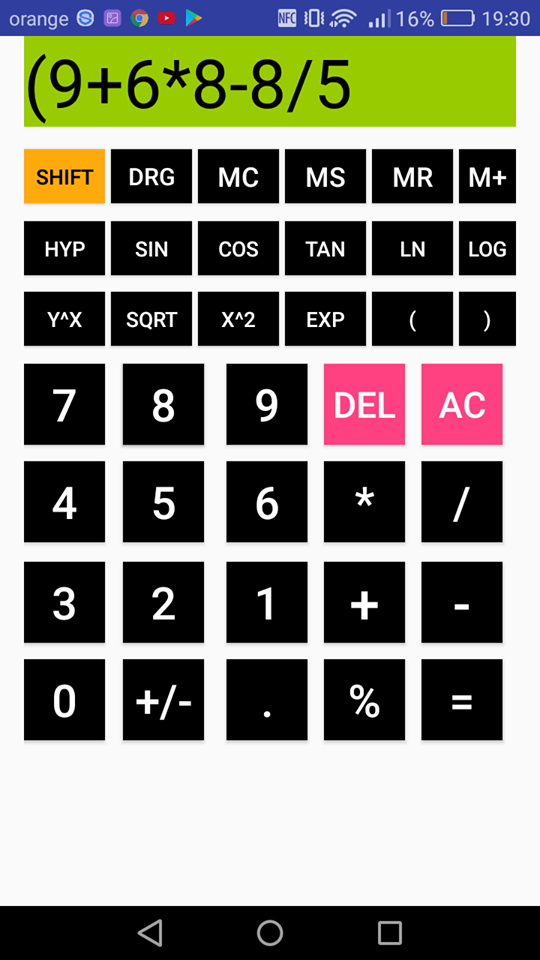 orange NFC 16% 19:30
(9+6*8-8/5
SHIFT DRG MC MS MR M+
HYP SIN COS TAN LN LOG
Y^X SQRT X^2 EXP ( )
7 8 9 DEL AC
4 5 6 * /
3 2 1 + -
0 +/- . % =